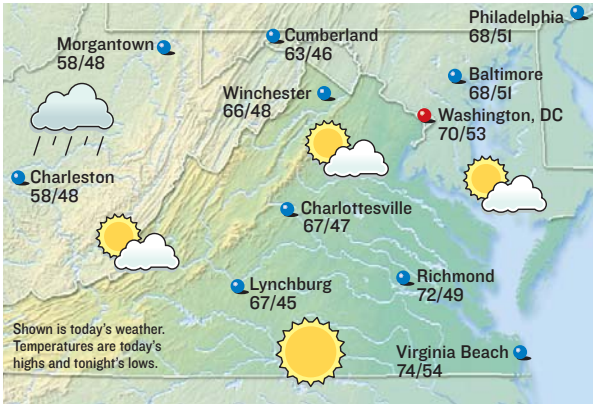 Philadelphia
68/51
Morgantown
58/48
Cumberland
63/46
Baltimore
68/51
Winchester
66/48
Washington, DC
70/53
Charleston
58/48
Charlottesville
67/47
Richmond
72/49
Lynchburg
67/45
Shown is today's weather.
Temperatures are today's
highs and tonight's lows.
Virginia Beach
74/54